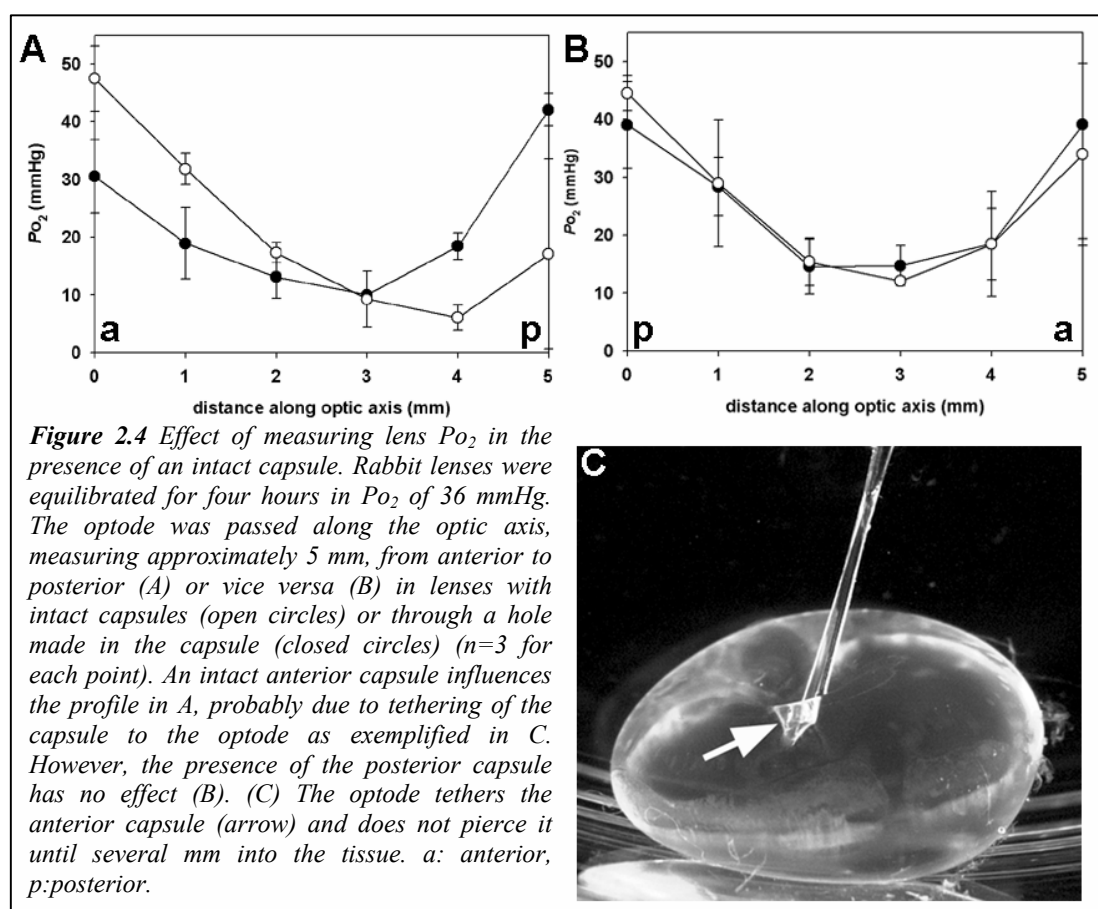 A
B
Po2 (mmHg)
50
40
30
20
10
0
a
p
0 1 2 3 4 5
distance along optic axis (mm)
Po2 (mmHg)
50
40
30
20
10
0
p
a
0 1 2 3 4 5
distance along optic axis (mm)
Figure 2.4 Effect of measuring lens Po2 in the
presence of an intact capsule. Rabbit lenses were
equilibrated for four hours in Po2 of 36 mmHg.
The optode was passed along the optic axis,
measuring approximately 5 mm, from anterior to
posterior (A) or vice versa (B) in lenses with
intact capsules (open circles) or through a hole
made in the capsule (closed circles) (n=3 for
each point). An intact anterior capsule influences
the profile in A, probably due to tethering of the
capsule to the optode as exemplified in C.
However, the presence of the posterior capsule
has no effect (B). (C) The optode tethers the
anterior capsule (arrow) and does not pierce it
until several mm into the tissue. a: anterior,
p:posterior.
C